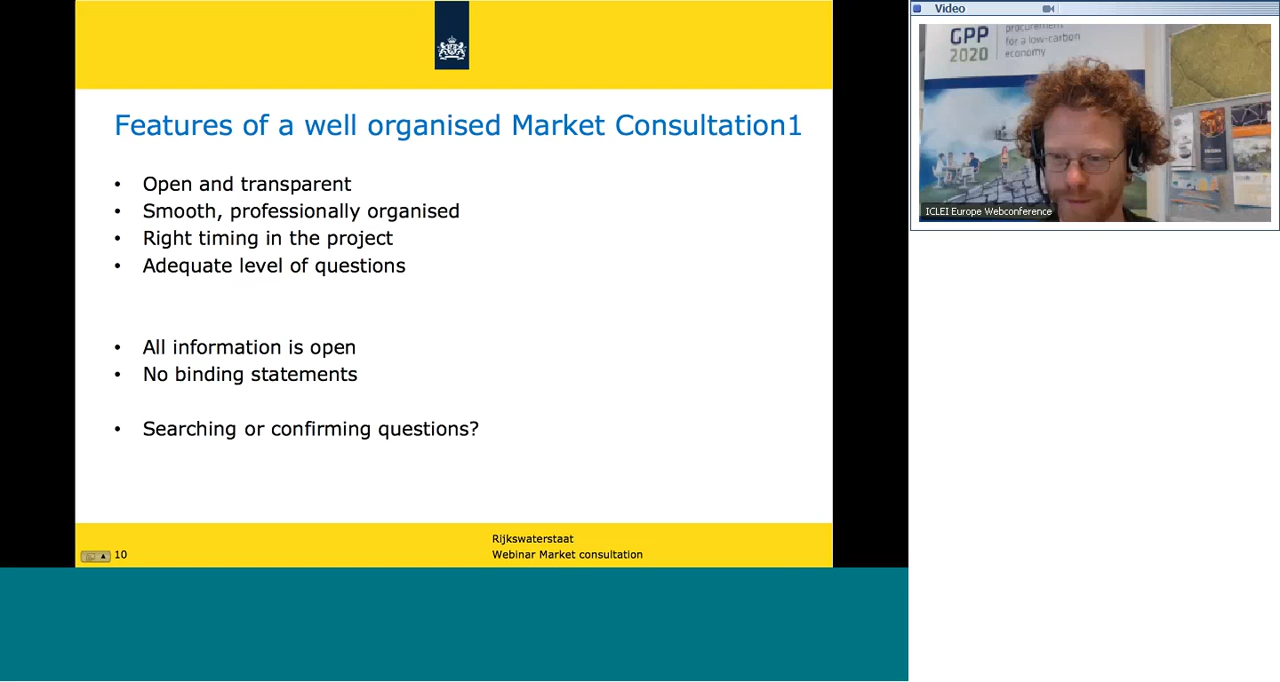 Features of a well organised Market Consultation1
• Open and transparent
• Smooth, professionally organised
• Right timing in the project
• Adequate level of questions
• All information is open
• No binding statements
• Searching or confirming questions?
10
Rijkswaterstaat
Webinar Market consultation
Video
GPP
2020
procurement
for a low-carbon
economy
ICLEI Europe Webconference